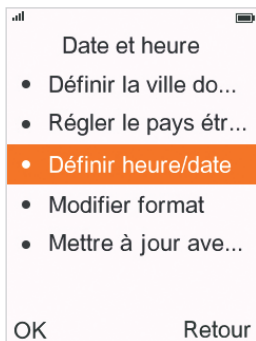 Date et heure
Définir la ville do...
Régler le pays étr...
Définir heure/date
Modifier format
Mettre à jour ave...
OK Retour